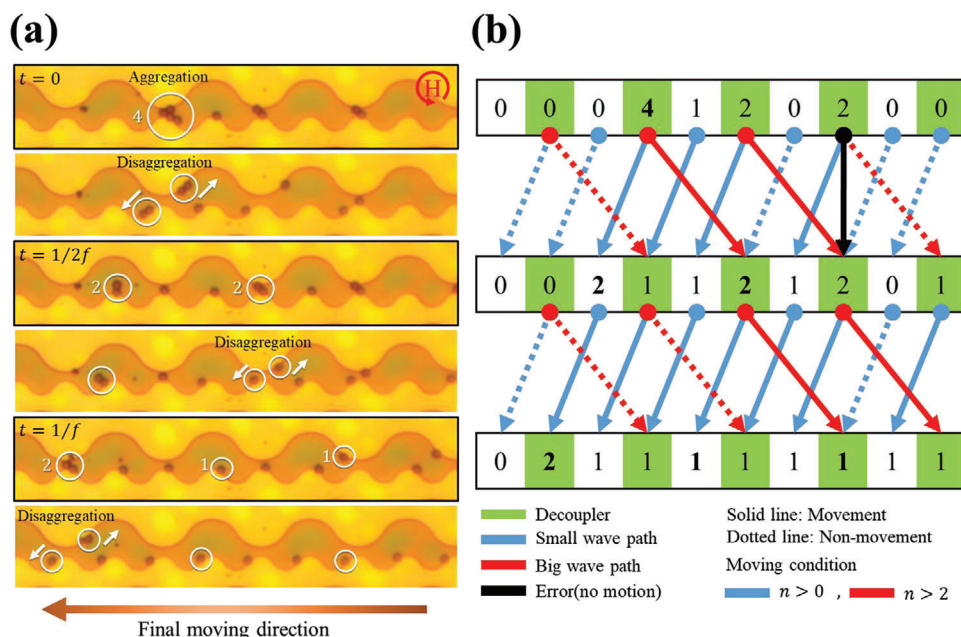 (a)
t = 0
Aggregation
H
4
Disaggregation
t = 1/2f
2
2
Disaggregation
t = 1/f
2
1
1
Disaggregation
Final moving direction
(b)
0 0 0 4 1 2 0 2 0 0
0 0 2 1 1 2 1 2 0 1
0 2 1 1 1 1 1 1 1 1
Decoupler
Small wave path
Big wave path
Error(no motion)
Solid line: Movement
Dotted line: Non-movement
Moving condition
n > 0 , n > 2